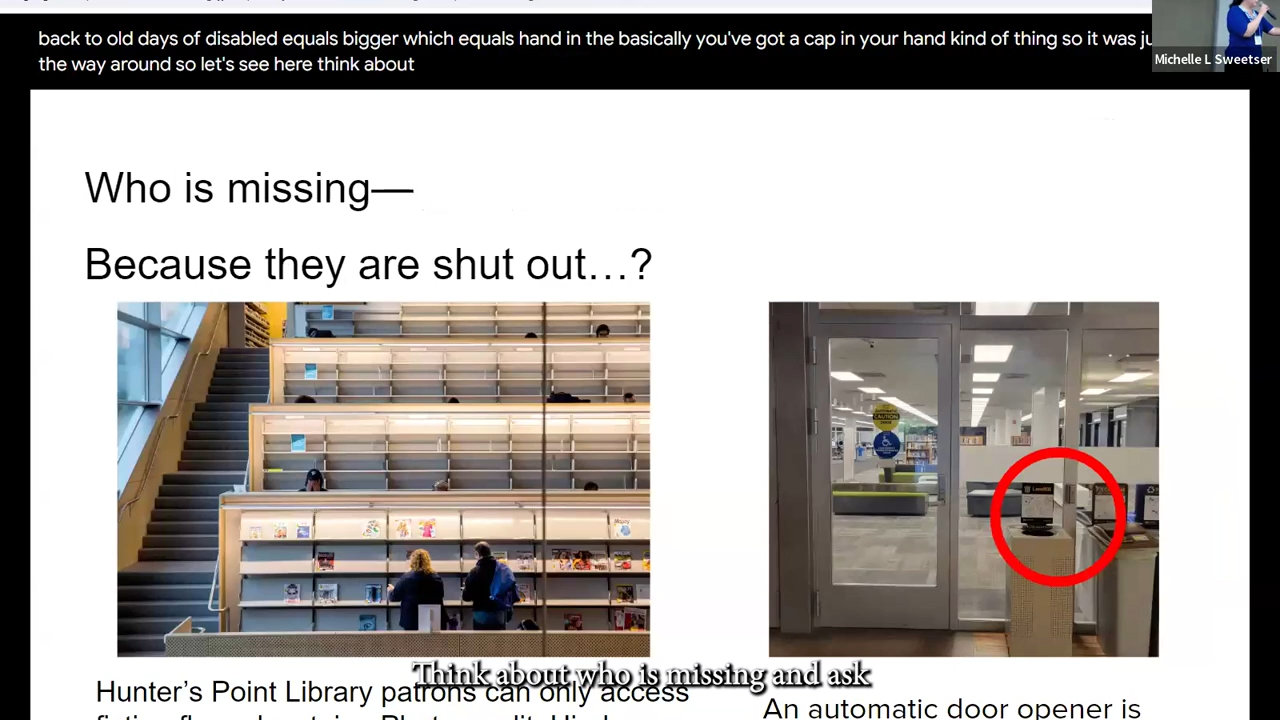 back to old days of disabled equals bigger which equals hand in the basically you've got a cap in your hand kind of thing so it was
the way around so let's see here think about
Michelle L Sweetser
Who is missing—
Because they are shut out…?
CAUTION
Landfill
Think about who is missing and ask
Hunter's Point Library patrons can only access
An automatic door opener is